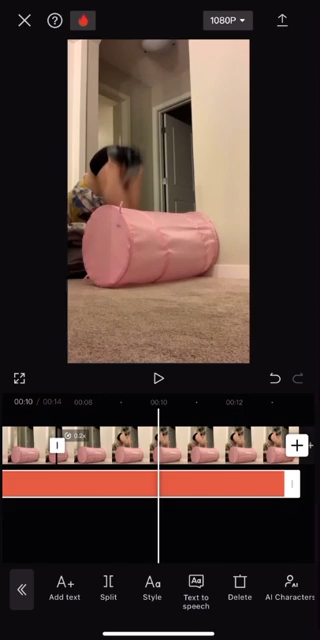 1080P
00:10 / 00:14 00:08 00:10 00:12
0.2x
Add text Split Style Text to speech Delete AI Characters